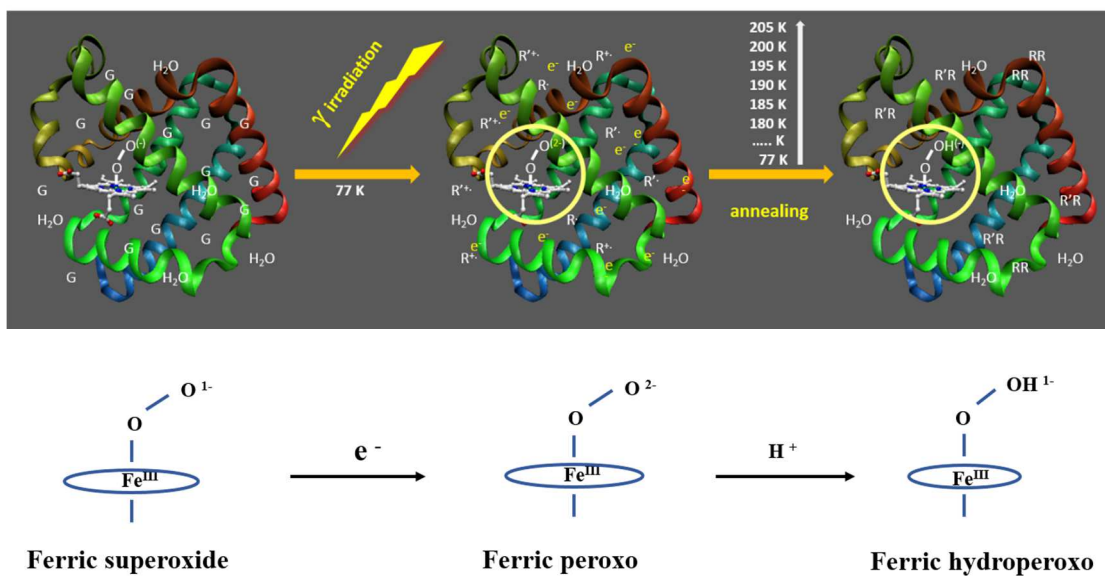 G
H₂O
G
G
G
G
O⁽⁻⁾
O
G
G
H₂O
G
G
H₂O
G
G
G
G
H₂O
H₂O
γ irradiation
77 K
R'⁺·
R⁺·
e⁻
e⁻
H₂O
R·
e⁻
e⁻
R'⁺·
O⁽²⁻⁾
R'·
e
e⁻
O
R'⁺·
H₂O
R'·
e⁻
R·
e⁻
H₂O
e⁻
R⁺·
e⁻
R⁺·
e
e⁻
H₂O
205 K
200 K
195 K
190 K
185 K
180 K
..... K
77 K
annealing
H₂O
RR
R'R
RR
R'R
OH⁽⁻⁾
O
H₂O
R'R
H₂O
R'R
RR
H₂O
H₂O
O ¹⁻
O
Feᴵᴵᴵ
Ferric superoxide
e ⁻
O ²⁻
O
Feᴵᴵᴵ
Ferric peroxo
H ⁺
OH ¹⁻
O
Feᴵᴵᴵ
Ferric hydroperoxo